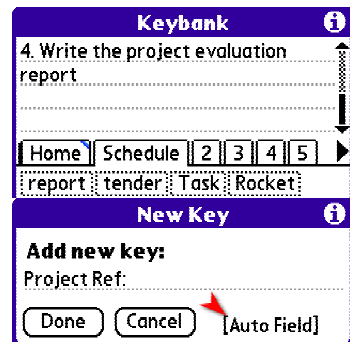 Keybank
4. Write the project evaluation
report
Home Schedule 2 3 4 5
report tender Task Rocket
New Key
Add new key:
Project Ref:
Done Cancel [Auto Field]